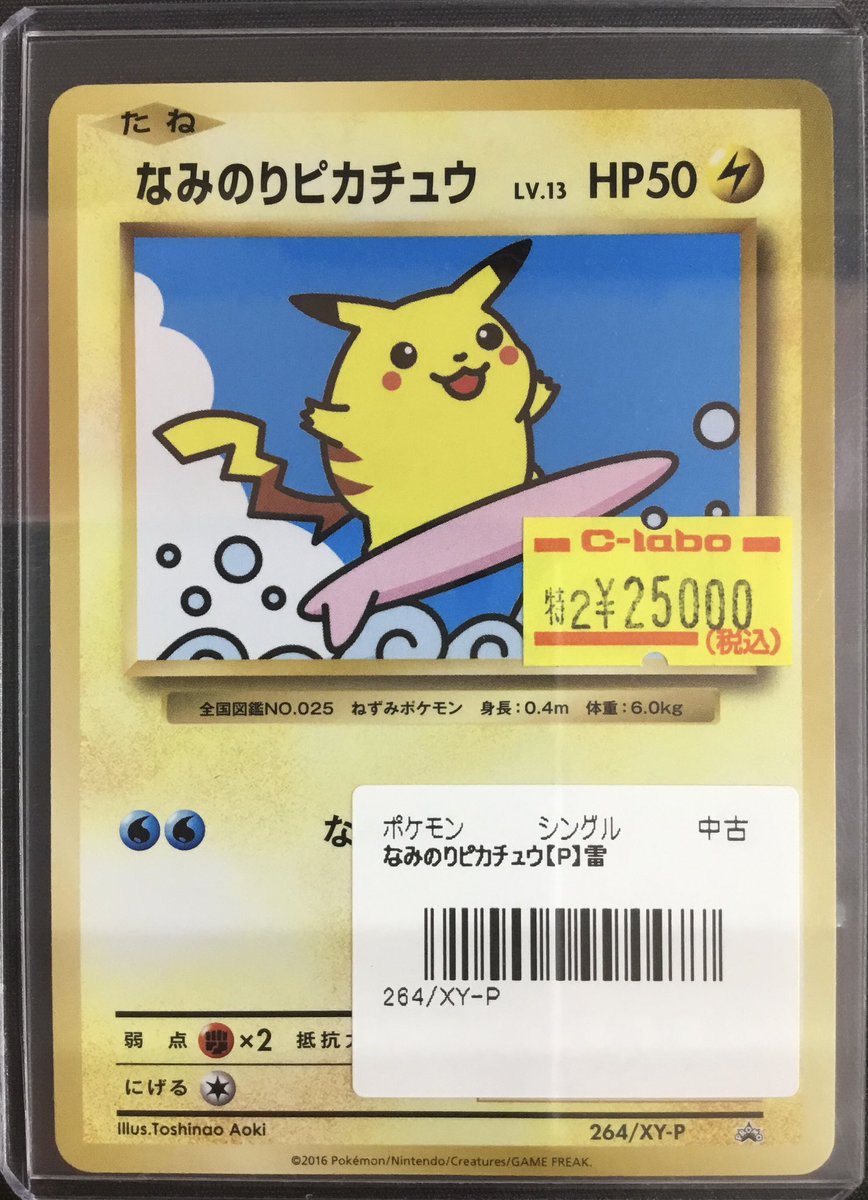 たね
なみのりピカチュウ LV.13 HP50
C-labo
特2¥25000
(税込)
全国図鑑NO.025 ねずみポケモン 身長:0.4m 体重:6.0kg
な
ポケモン シングル 中古
なみのりピカチュウ【P】雷
264/XY-P
弱点 ×2 抵抗
にげる
Illus.Toshinao Aoki 264/XY-P
©2016 Pokémon/Nintendo/Creatures/GAME FREAK.